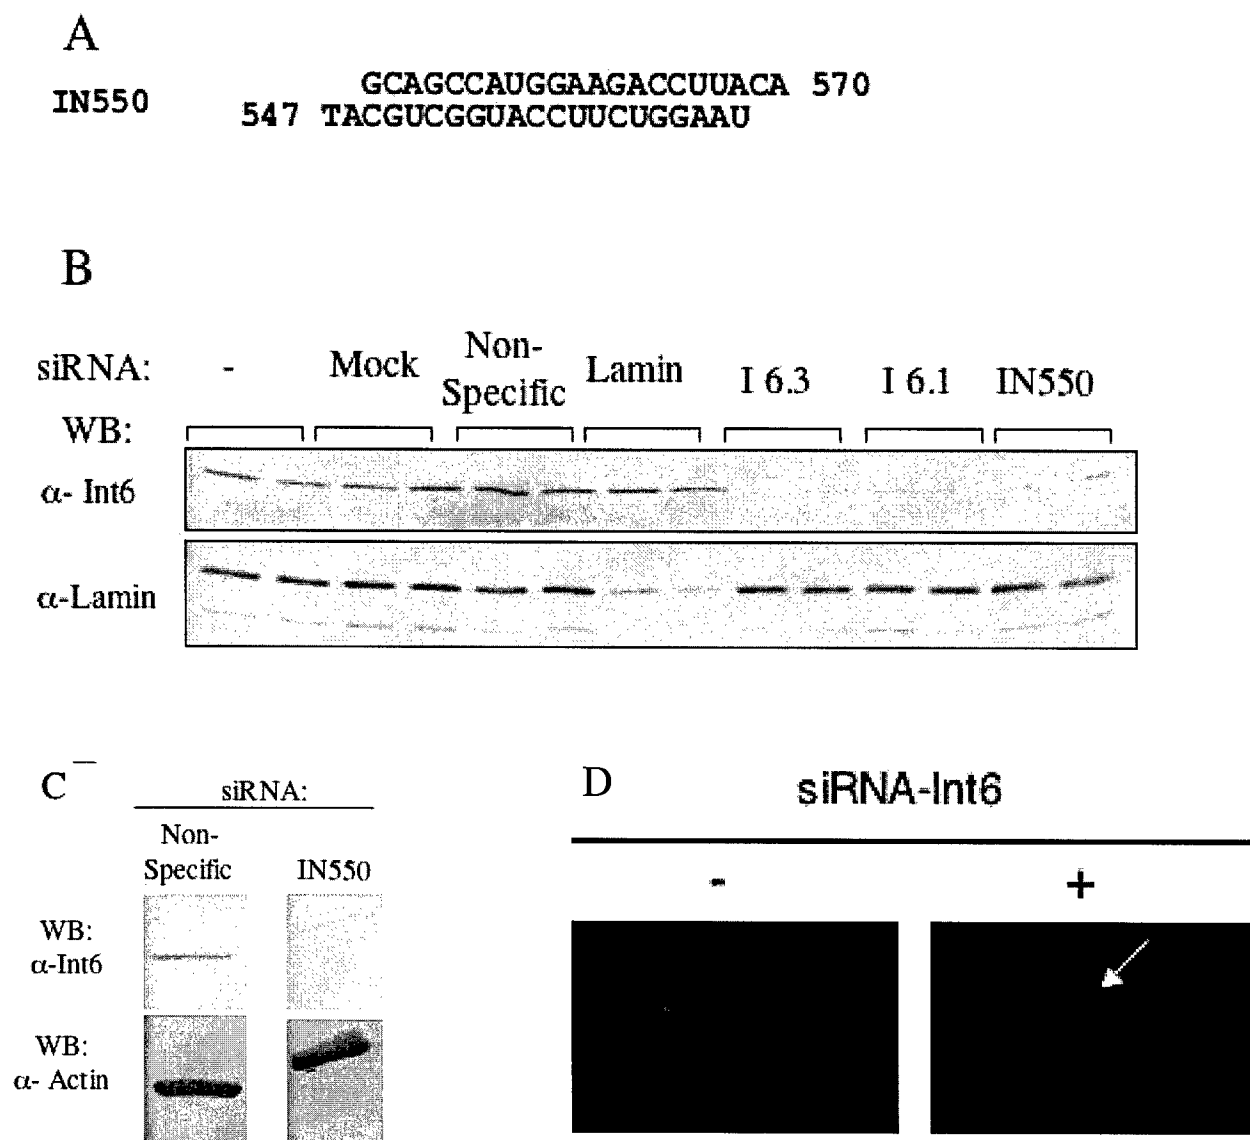 A
IN550
GCAGCCAUGGAAGACCUUACA 570
547 TACGUCGGUACCUUCUGGAAU
B
siRNA: - Mock Non-Specific Lamin I 6.3 I 6.1 IN550
WB:
α- Int6
α-Lamin
C
siRNA:
Non-
Specific IN550
WB:
α-Int6
WB:
α- Actin
D
siRNA-Int6
- +